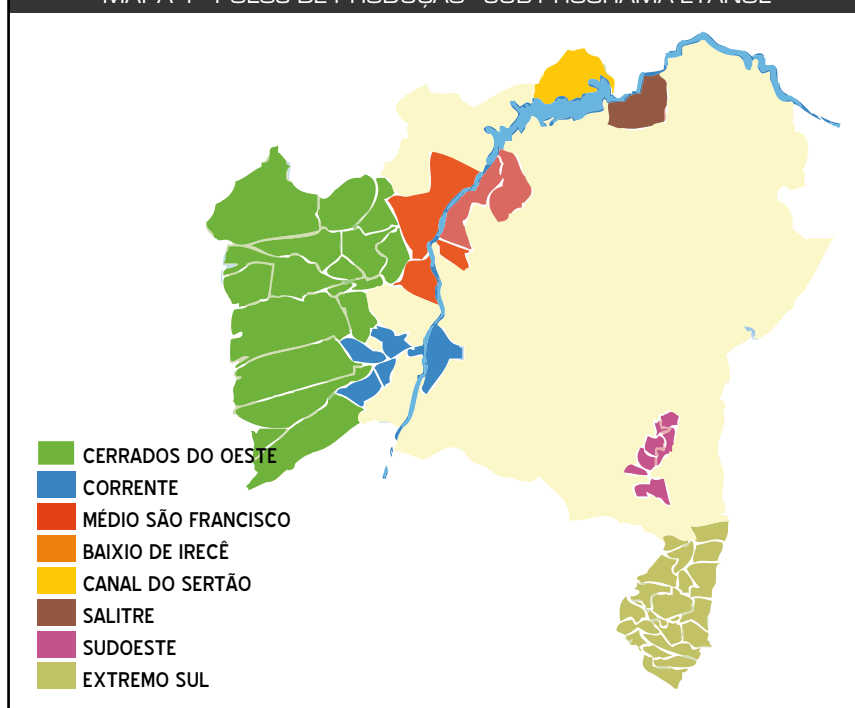 CERRADOS DO OESTE
CORRENTE
MÉDIO SÃO FRANCISCO
BAIXIO DE IRECÊ
CANAL DO SERTÃO
SALITRE
SUDOESTE
EXTREMO SUL